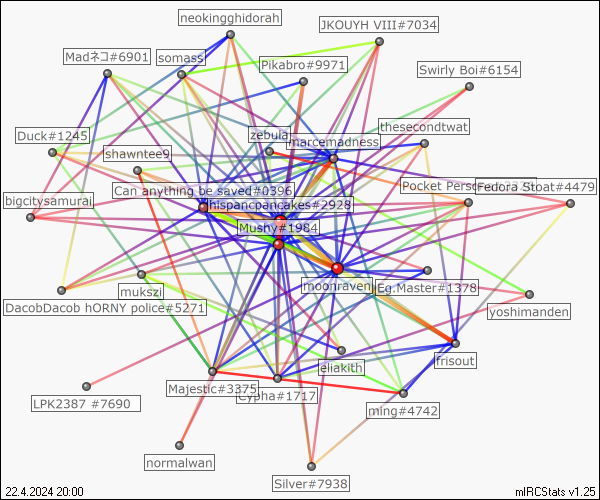 neokingghidorah
JKOUYH VIII#7034
Madネコ#6901
somass
Pikabro#9971
Swirly Boi#6154
thesecondtwat
Duck#1245
zebula
marcemadness
shawntee9
Can anything be saved#0396
Pocket Pers
Fedora Stoat#4479
bigcitysamurai
hispancpancakes#2928
Mushy#1984
moonraven
Eg.Master#1378
mukszi
DacobDacob hORNY police#5271
yoshimanden
frisout
eliakith
Majestic#3375
Cypha#1717
LPK2387 #7690
ming#4742
normalwan
Silver#7938
22.4.2024 20:00
mIRCStats v1.25